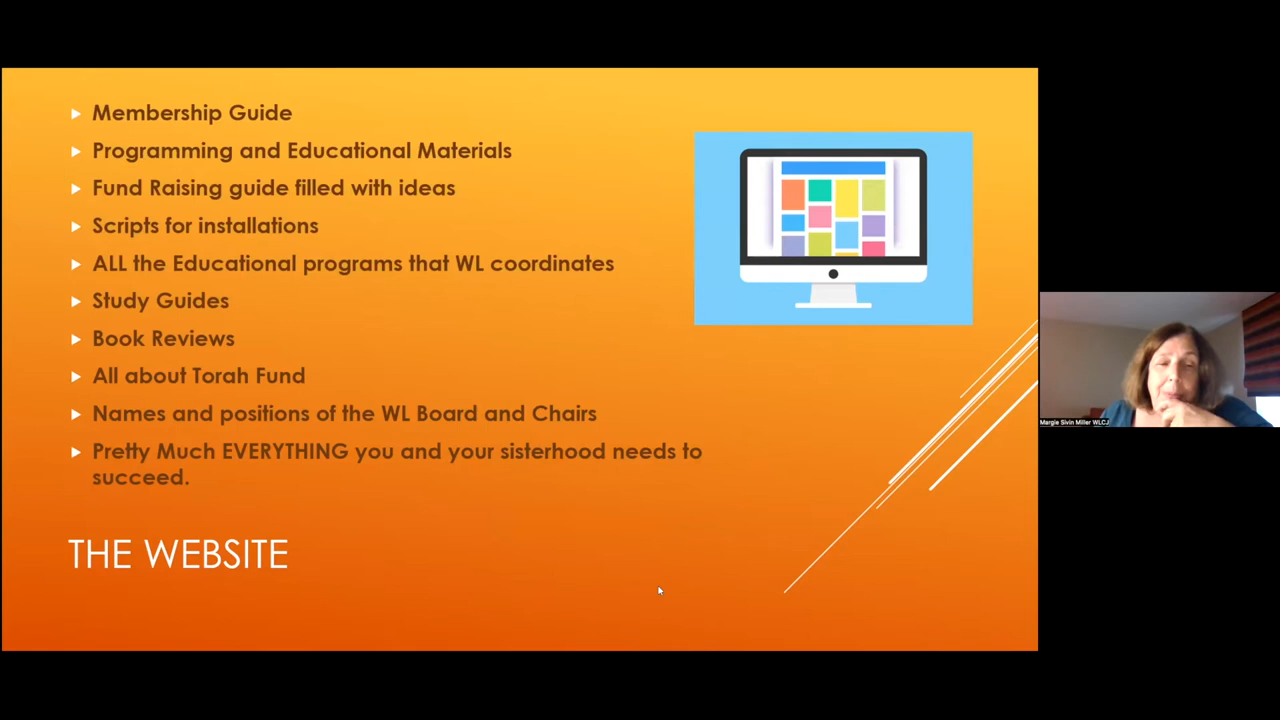 Membership Guide
Programming and Educational Materials
Fund Raising guide filled with ideas
Scripts for installations
ALL the Educational programs that WL coordinates
Study Guides
Book Reviews
All about Torah Fund
Names and positions of the WL Board and Chairs
Pretty Much EVERYTHING you and your sisterhood needs to
succeed.
THE WEBSITE
Margie Sivin Miller WLCJ